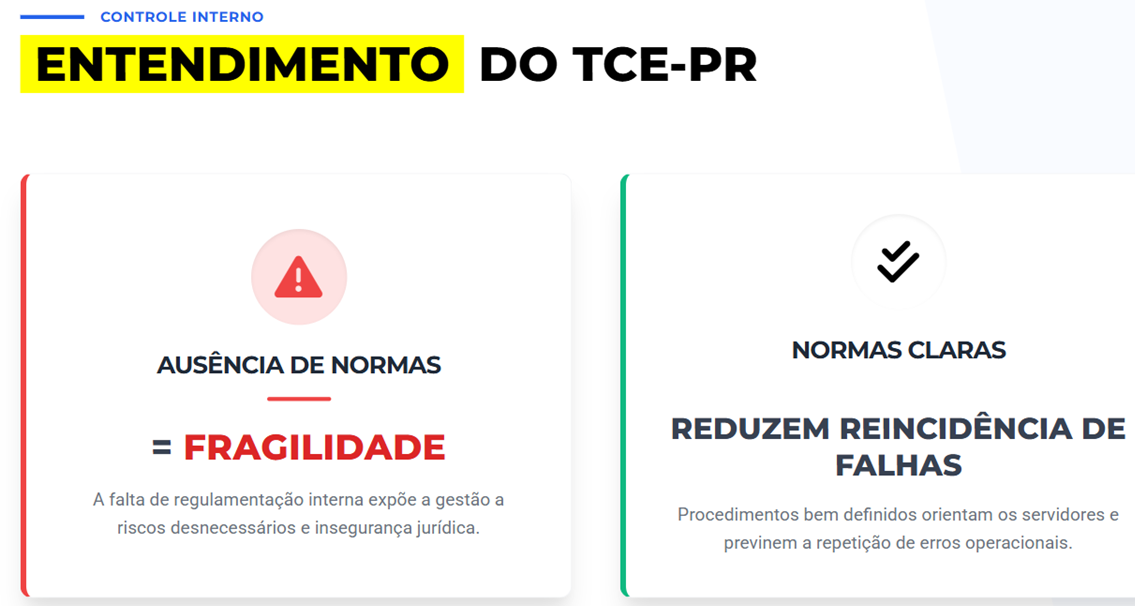 CONTROLE INTERNO
ENTENDIMENTO DO TCE-PR
AUSÊNCIA DE NORMAS
= FRAGILIDADE
A falta de regulamentação interna expõe a gestão a
riscos desnecessários e insegurança jurídica.
NORMAS CLARAS
REDUZEM REINCIDÊNCIA DE
FALHAS
Procedimentos bem definidos orientam os servidores e
previnem a repetição de erros operacionais.